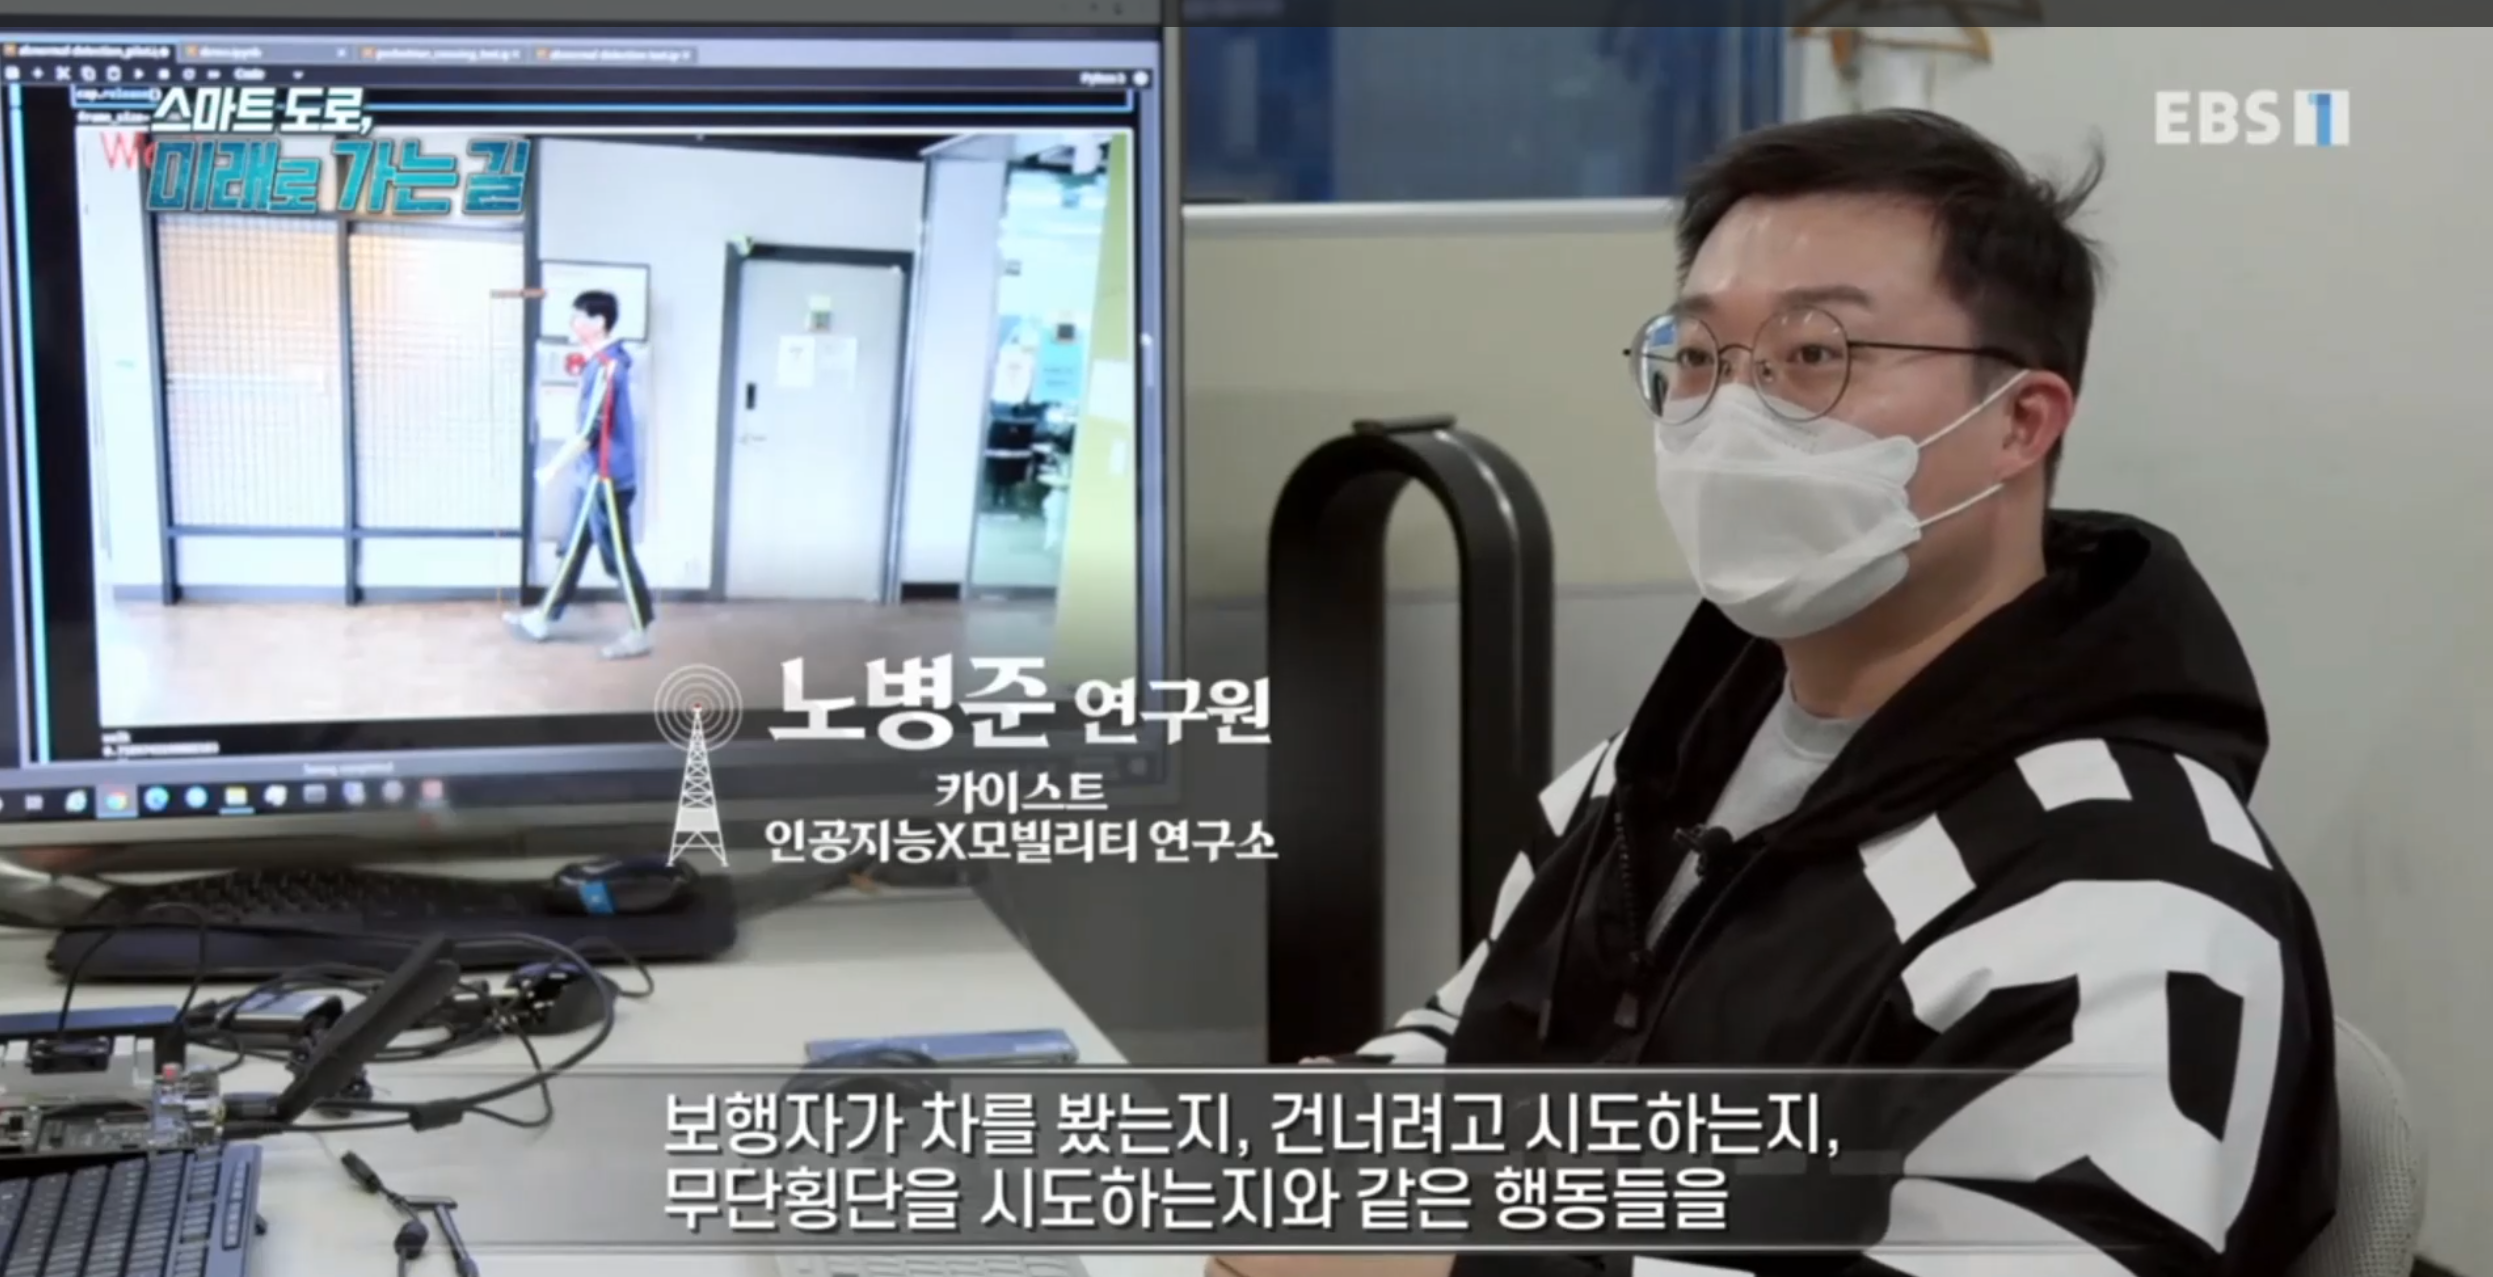 스마트 도로,
미래로 가는 길
EBS 1
Code
노병준 연구원
카이스트
인공지능X모빌리티 연구소
보행자가 차를 봤는지, 건너려고 시도하는지,
무단횡단을 시도하는지와 같은 행동들을